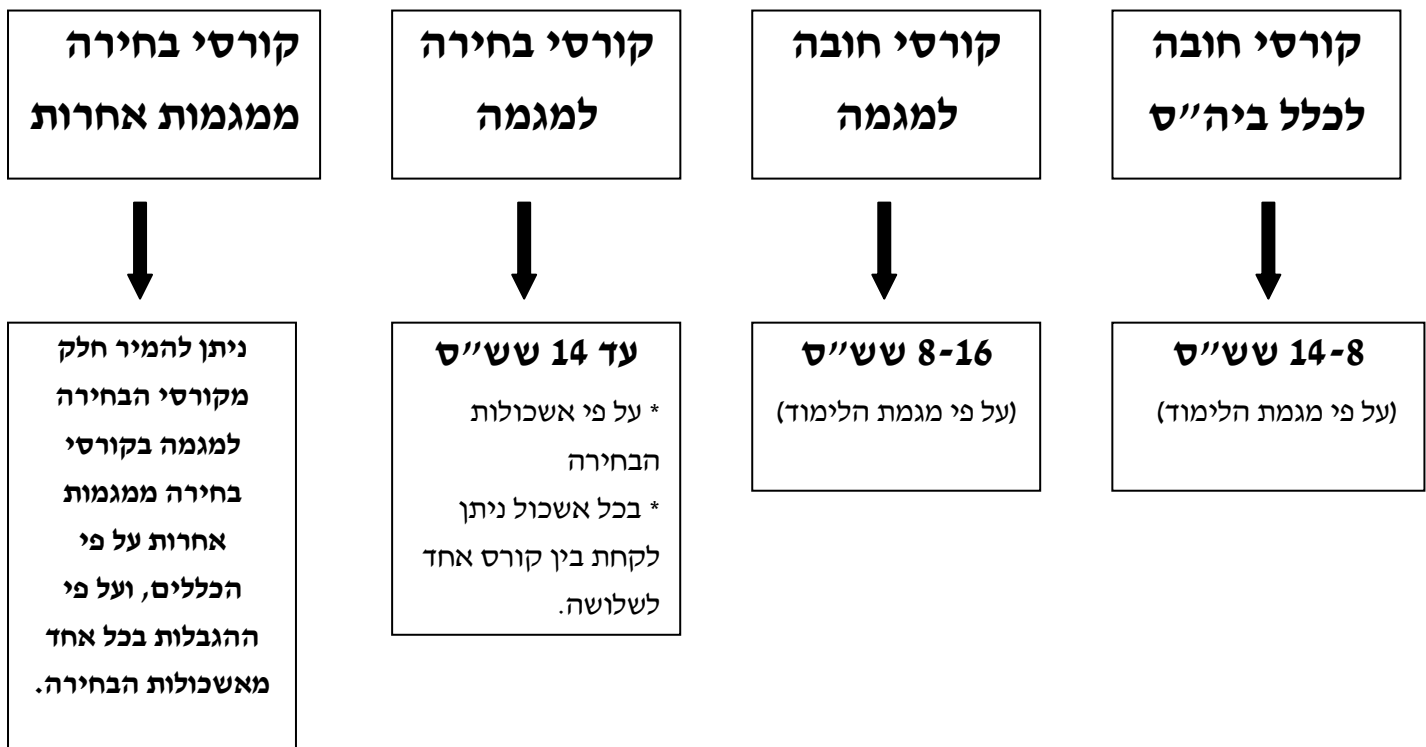 קורסי חובה
לכלל ביה״ס
קורסי חובה
למגמה
קורסי בחירה
למגמה
קורסי בחירה
ממגמות אחרות
14-8 שש״ס
(על פי מגמת הלימוד)
8-16 שש״ס
(על פי מגמת הלימוד)
עד 14 שש״ס
* על פי אשכולות
הבחירה
* בכל אשכול ניתן
לקחת בין קורס אחד
לשלושה.
ניתן להמיר חלק
מקורסי הבחירה
למגמה בקורסי
בחירה ממגמות
אחרות על פי
הכללים, ועל פי
ההגבלות בכל אחד
מאשכולות הבחירה.